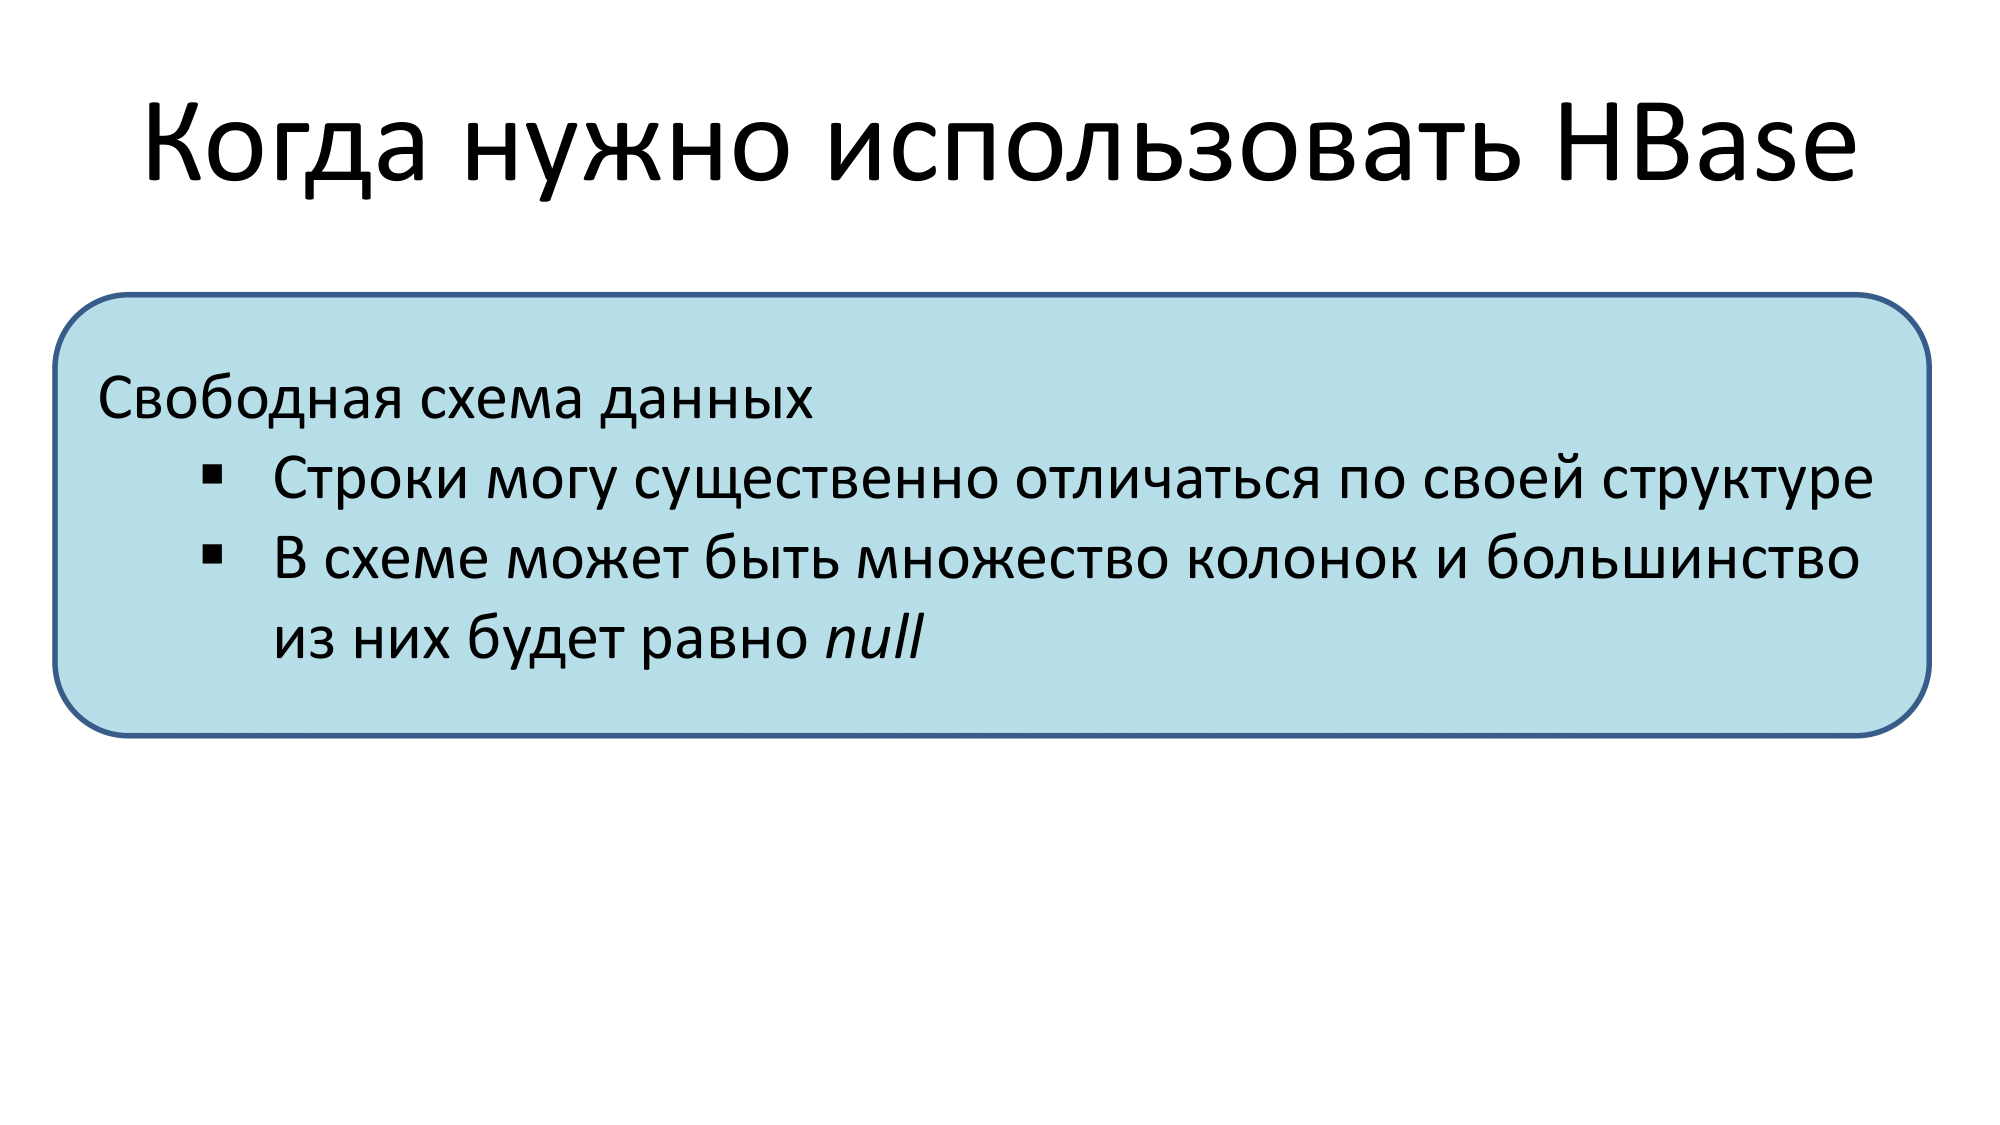 Когда нужно использовать HBase
Свободная схема данных
▪ Строки могу существенно отличаться по своей структуре
▪ В схеме может быть множество колонок и большинство
из них будет равно null